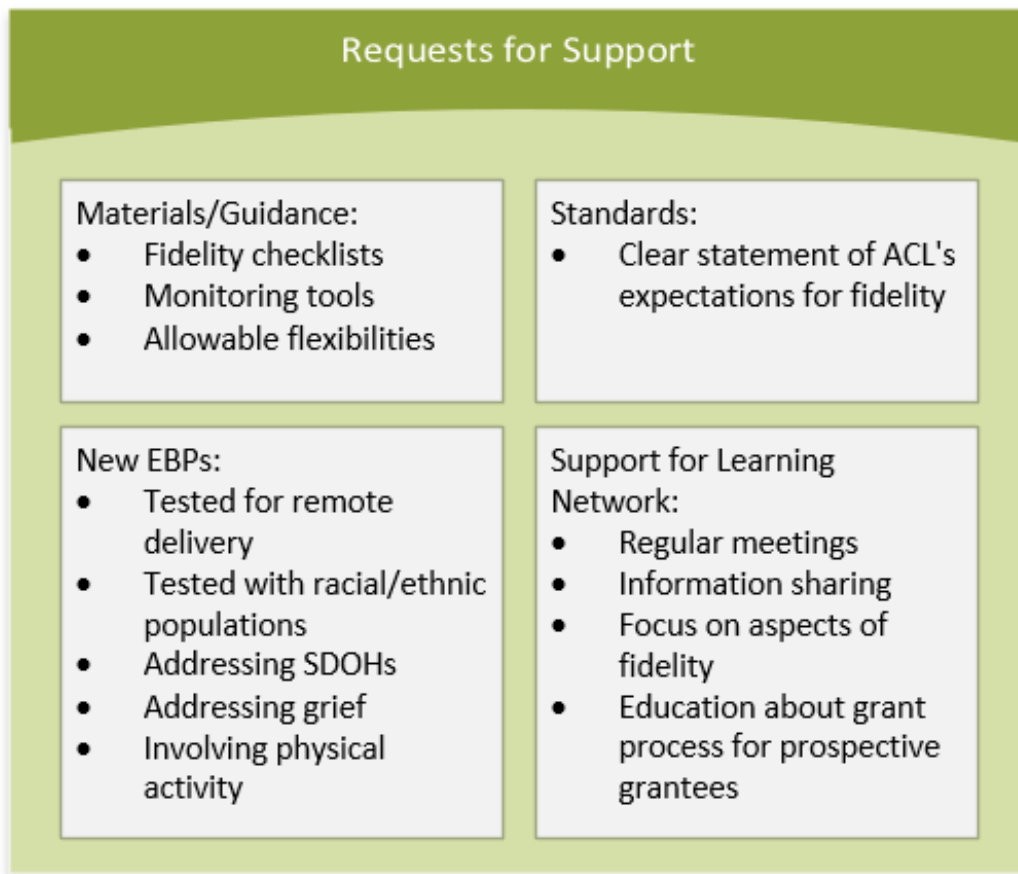 Requests for Support
Materials/Guidance:
• Fidelity checklists
• Monitoring tools
• Allowable flexibilities
Standards:
• Clear statement of ACL's
expectations for fidelity
New EBPs:
• Tested for remote
delivery
• Tested with racial/ethnic
populations
• Addressing SDOHs
• Addressing grief
• Involving physical
activity
Support for Learning
Network:
• Regular meetings
• Information sharing
• Focus on aspects of
fidelity
• Education about grant
process for prospective
grantees